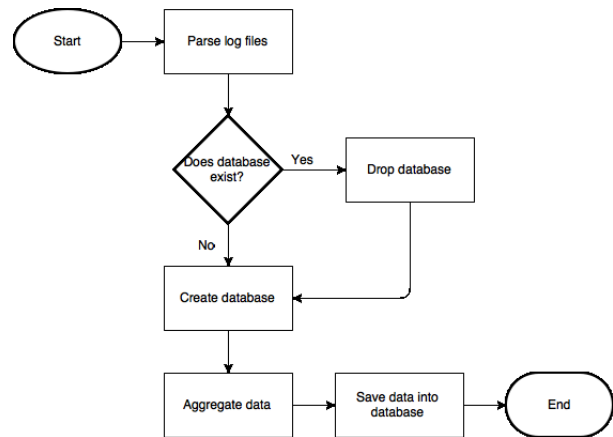 Start
Parse log files
Does database
exist?
Yes
Drop database
No
Create database
Aggregate data
Save data into
database
End